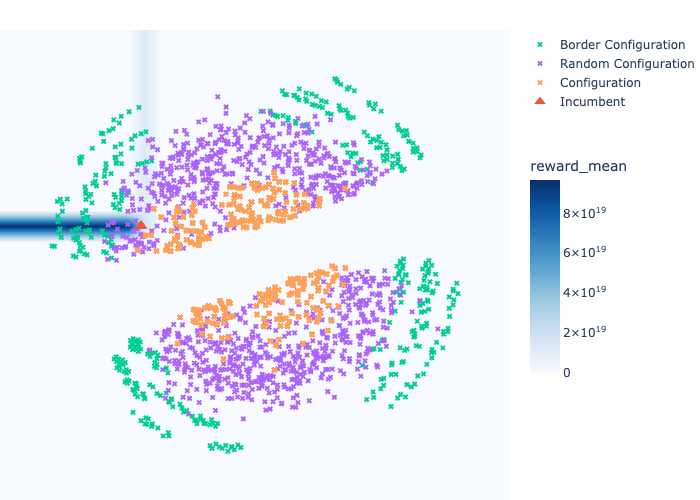 Border Configuration
Random Configuration
Configuration
Incumbent
reward_mean
8×10¹⁹
6×10¹⁹
4×10¹⁹
2×10¹⁹
0